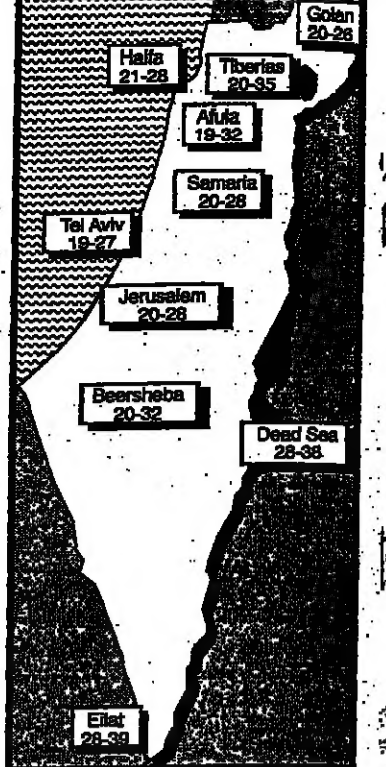 Golan
20-26
Haifa
21-28
Tiberias
20-35
Afula
19-32
Samaria
20-28
Tel Aviv
19-27
Jerusalem
20-28
Beersheba
20-32
Dead Sea
28-38
Eilat
28-39